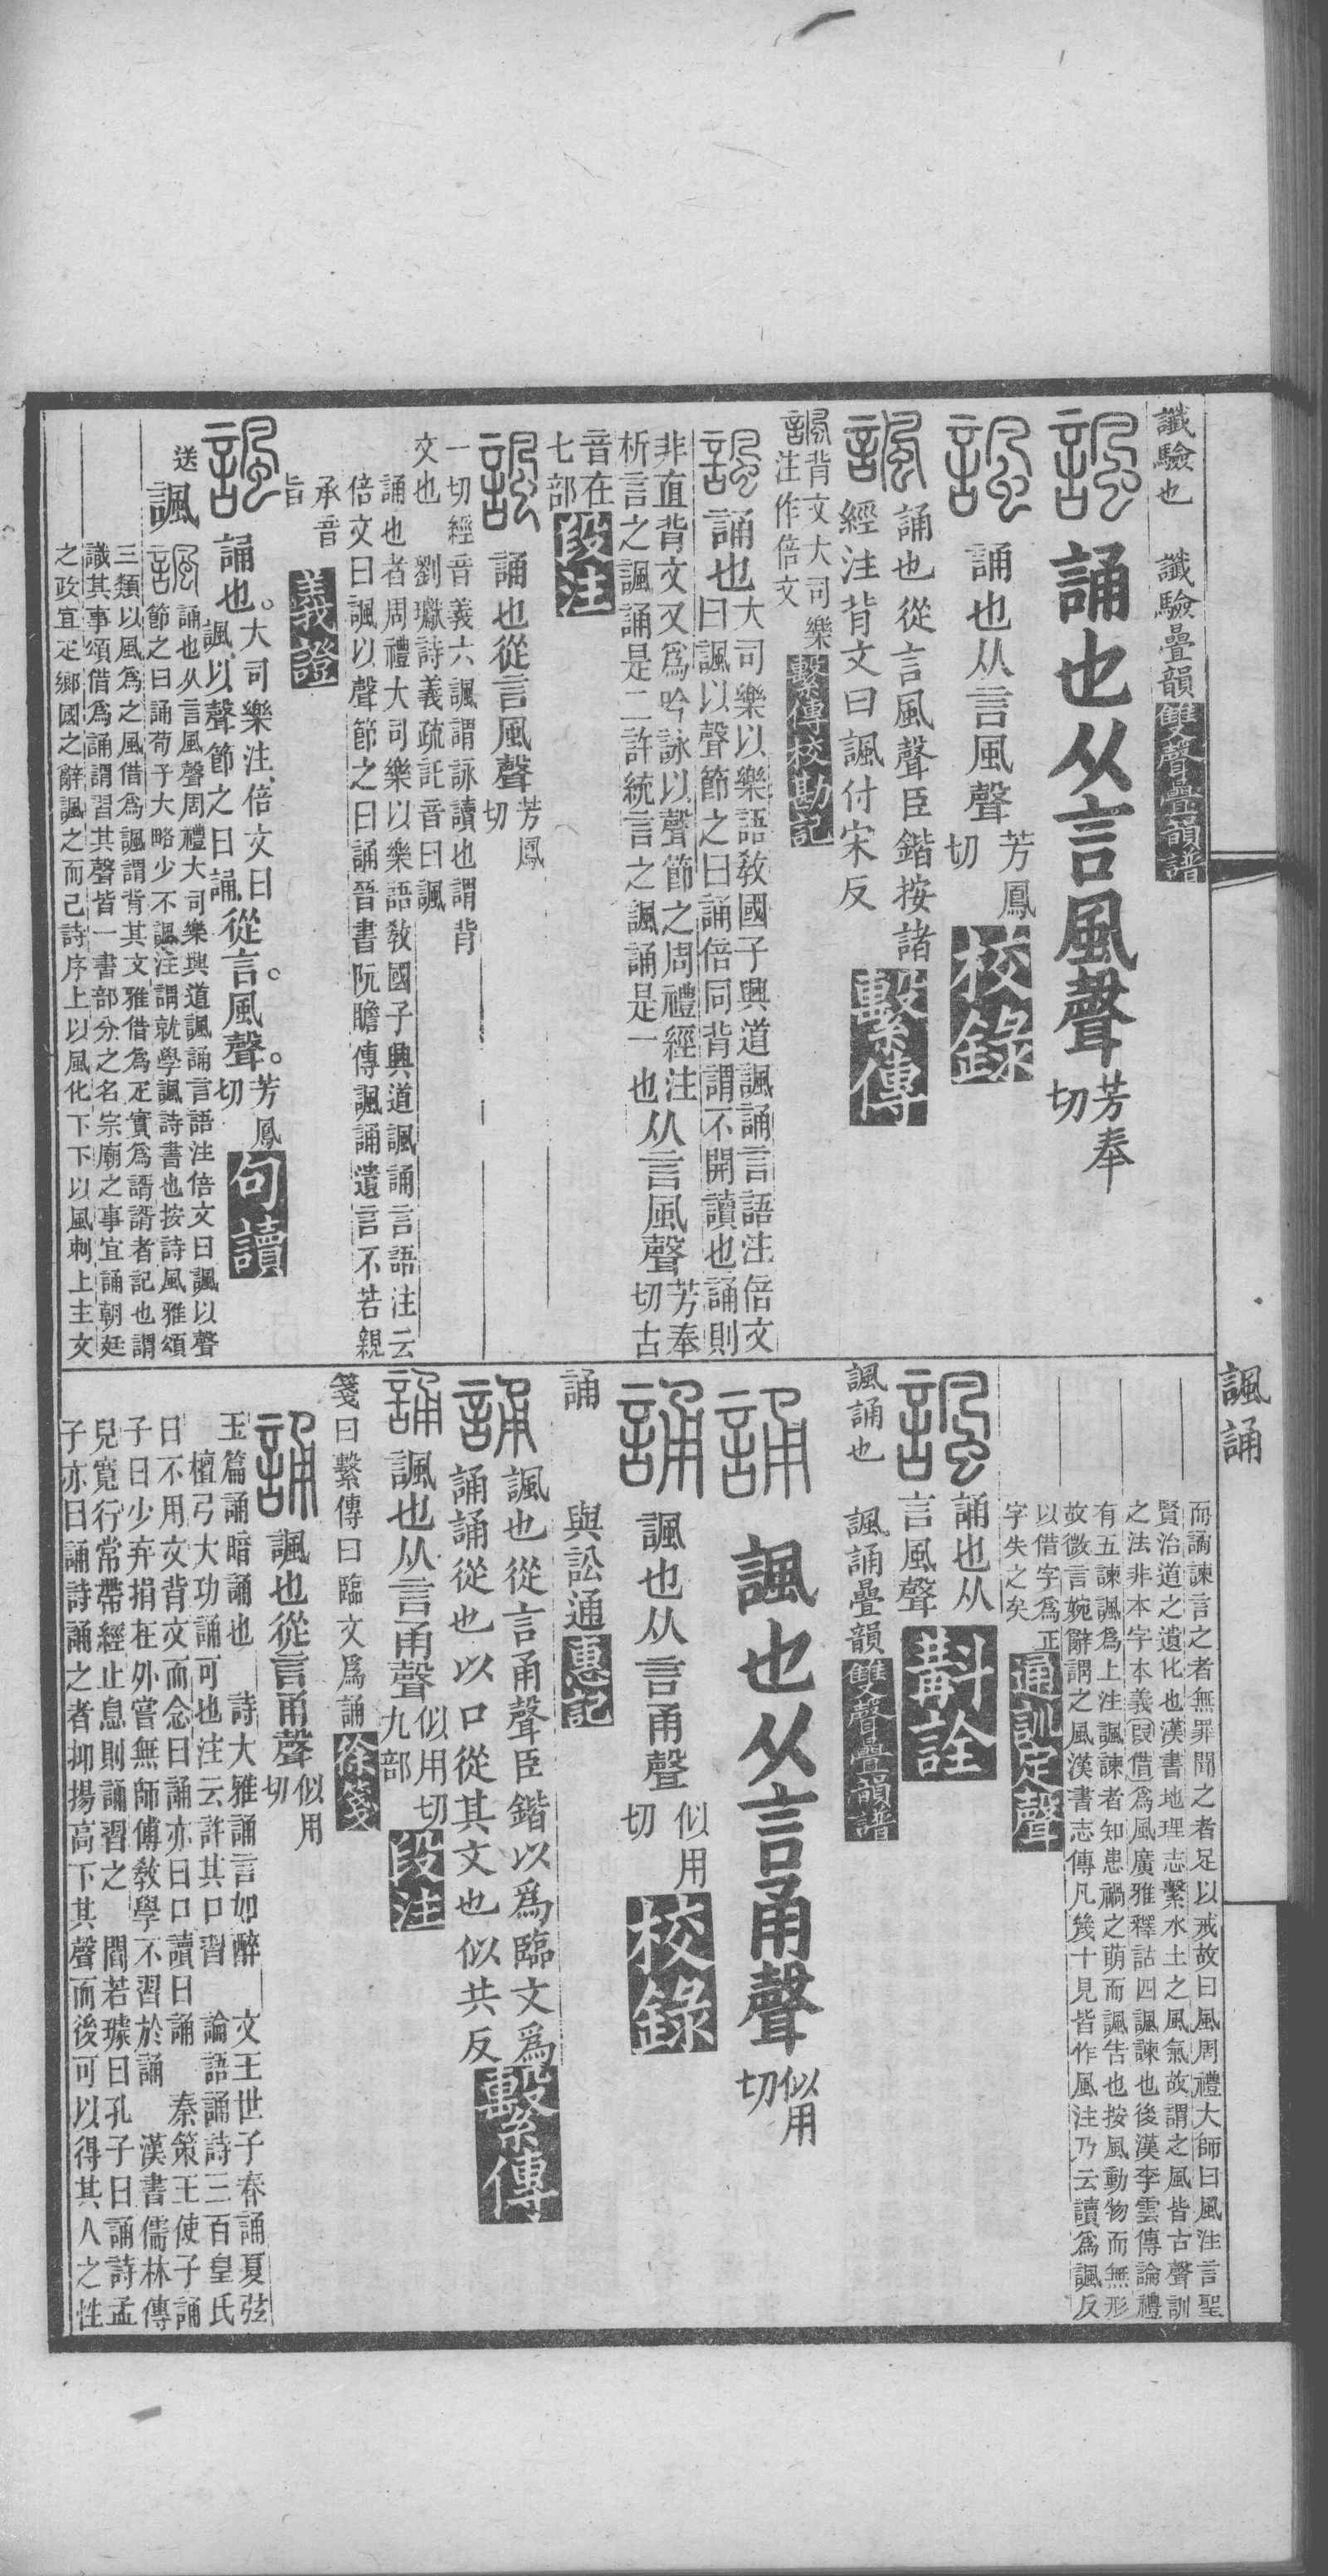 讖驗也　讖驗疊韻雙聲疊韻譜
諷誦也从言風聲芳奉切
諷誦也从言風聲芳鳳切校錄
諷誦也從言風聲臣鍇按諸
經注背文曰諷付宋反繫傳
諷背文大司樂
注作倍文繫傳校勘記
諷誦也大司樂以樂語敎國子興道諷誦言語注倍文
曰諷以聲節之曰誦倍同背謂不開讀也誦則
非直背文又爲吟詠以聲節之周禮經注
析言之諷誦是二許統言之諷誦是一也从言風聲芳奉切古
音在
七部段注
諷誦也從言風聲芳鳳切
一切經音義六諷謂詠讀也謂背
文也　劉瓛詩義疏託音曰諷
誦也者周禮大司樂以樂語敎國子興道諷誦言語注云
倍文曰諷以聲節之曰誦晉書阮瞻傳諷誦遺言不若親
承音
旨義證
諷誦也。大司樂注、倍文曰
諷、以聲節之曰誦、從言。風聲。芳鳳切句讀
送諷諷誦也从言風聲周禮大司樂興道諷誦言語注倍文曰諷以聲
節之曰誦荀子大略少不諷注謂就學諷詩書也按詩風雅頌
三類以風爲之風借爲諷謂背其文雅借爲疋實爲諝諝者記也謂
識其事頌借爲誦謂習其聲皆一書部分之名宗廟之事宜誦朝廷
之政宜疋鄉國之辭諷之而已詩序上以風化下下以風刺上主文
諷誦
而譎諫言之者無罪聞之者足以戒故曰風周禮大師曰風注言聖
賢治道之遺化也漢書地理志繫水土之風氣故謂之風皆古聲訓
之法非本字本義叚借爲風廣雅釋詁四諷諫也後漢李雲傳論禮
有五諫諷爲上注諷諫者知患禍之萌而諷告也按風動物而無形
故微言婉辭謂之風漢書志傳凡幾十見皆作風注乃云讀爲諷反
以借字爲正
字失之矣通訓定聲
諷誦也从
言風聲斠詮
諷誦也　諷誦疊韻雙聲疊韻譜
誦諷也从言甬聲似用切
誦諷也从言甬聲似用切校錄
誦　與訟通惠記
誦諷也從言甬聲臣鍇以爲臨文爲
誦誦從也以口從其文也似共反繫傳
誦諷也从言甬聲似用切
九部段注
箋曰繫傳曰臨文爲誦徐箋
誦諷也從言甬聲似用切
玉篇誦暗誦也　詩大雅誦言如醉　文王世子春誦夏弦
檀弓大功誦可也注云許其口習　論語誦詩三百皇氏
曰不用文背文而念曰誦亦曰口讀曰誦　秦策王使子誦
子曰少弃捐在外嘗無師傅敎學不習於誦　漢書儒林傳
兒寬行常帶經止息則誦習之　閻若璩曰孔子曰誦詩孟
子亦曰誦詩誦之者抑揚高下其聲而後可以得其人之性